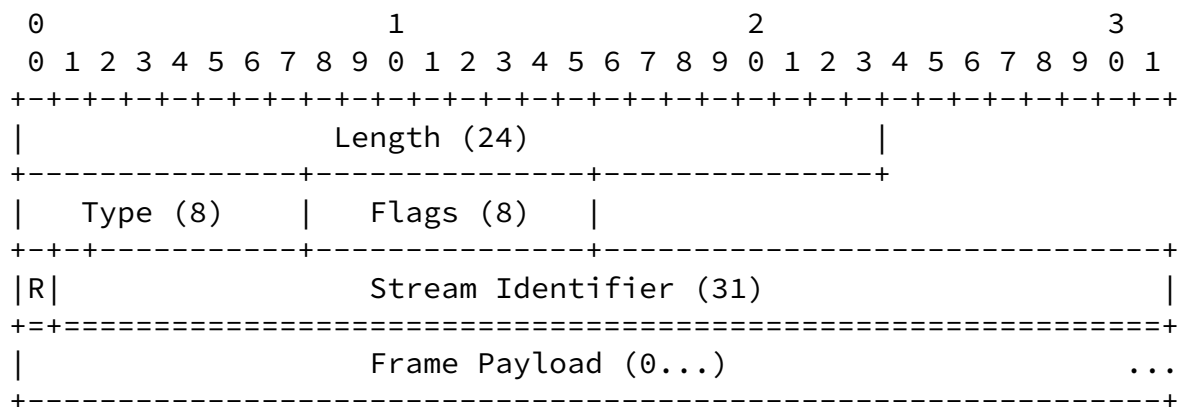 0                   1                   2                   3
 0 1 2 3 4 5 6 7 8 9 0 1 2 3 4 5 6 7 8 9 0 1 2 3 4 5 6 7 8 9 0 1
+-+-+-+-+-+-+-+-+-+-+-+-+-+-+-+-+-+-+-+-+-+-+-+-+-+-+-+-+-+-+-+-+
|                 Length (24)                   |
+---------------+---------------+---------------+
|   Type (8)    |   Flags (8)   |
+-+-+-----------+---------------+-------------------------------+
|R|                 Stream Identifier (31)                      |
+=+=============================================================+
|                   Frame Payload (0...)                      ...
+---------------------------------------------------------------+